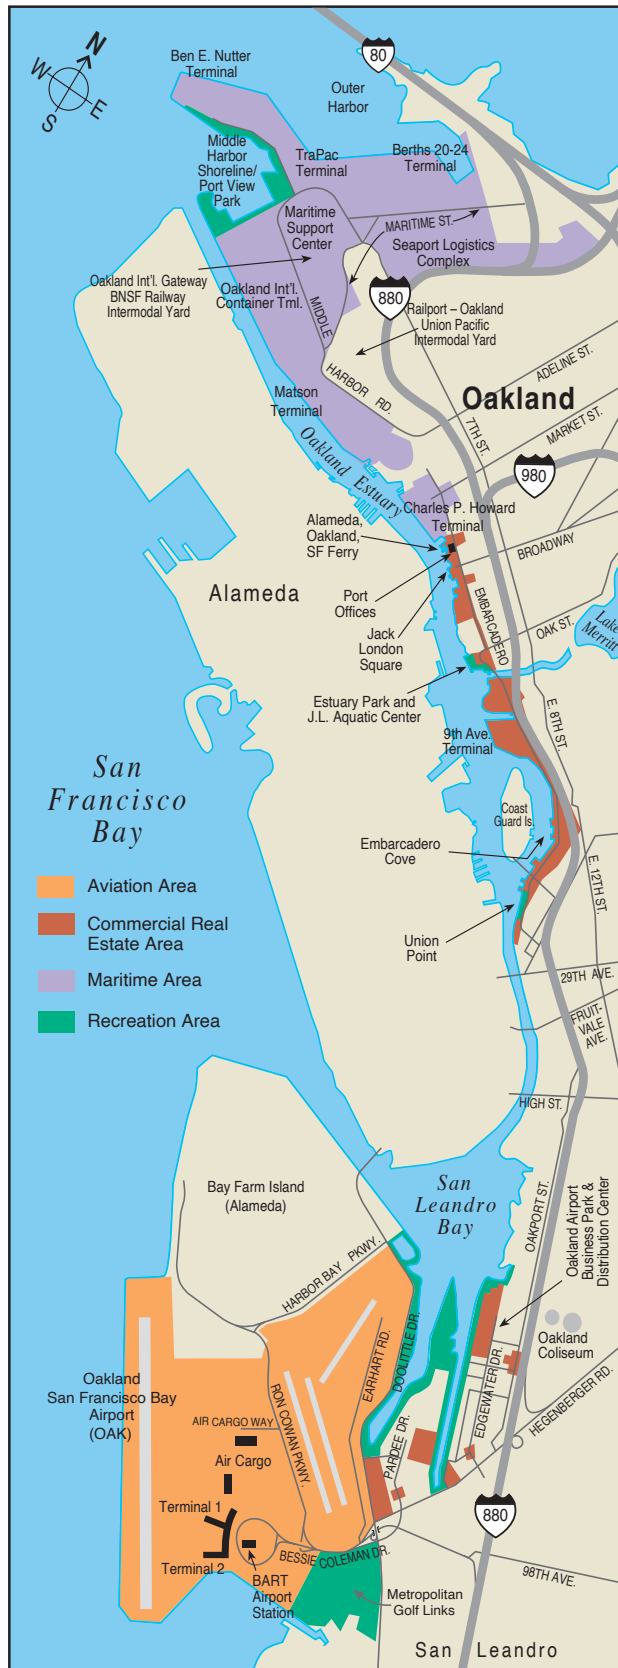 N
W
E
S
Ben E. Nutter
Terminal
80
Outer
Harbor
Middle
Harbor
Shoreline/
Port View
Park
TraPac
Terminal
Berths 20-24
Terminal
Maritime
Support
Center
MARITIME ST.
Seaport Logistics
Complex
Oakland Int'l. Gateway
BNSF Railway
Intermodal Yard
Oakland Int'l.
Container Tml.
880
MIDDLE
HARBOR RD.
Railport – Oakland
Union Pacific
Intermodal Yard
ADELINE ST.
Oakland
MARKET ST.
7TH ST.
Matson
Terminal
Oakland Estuary
980
Charles P. Howard
Terminal
Alameda,
Oakland,
SF Ferry
BROADWAY
Alameda
Port
Offices
EMBARCADERO
OAK ST.
Lake
Merritt
Jack
London
Square
Estuary Park and
J.L. Aquatic Center
E. 8TH ST.
9th Ave.
Terminal
San
Francisco
Bay
Coast
Guard Is.
Embarcadero
Cove
E. 12TH ST.
Aviation Area
Commercial Real
Estate Area
Maritime Area
Recreation Area
Union
Point
29TH AVE.
FRUIT-
VALE
AVE.
HIGH ST.
Bay Farm Island
(Alameda)
San
Leandro
Bay
OAKPORT ST.
Oakland Airport
Business Park &
Distribution Center
HARBOR BAY PKWY.
DOOLITTLE DR.
EARHART RD.
Oakland
Coliseum
EDGEWATER DR.
HEGENBERGER RD.
Oakland
San Francisco Bay
Airport
(OAK)
RON COWAN PKWY.
AIR CARGO WAY
Air Cargo
PARDEE DR.
Terminal 1
Terminal 2
880
BESSIE COLEMAN DR.
BART
Airport
Station
98TH AVE.
Metropolitan
Golf Links
San Leandro